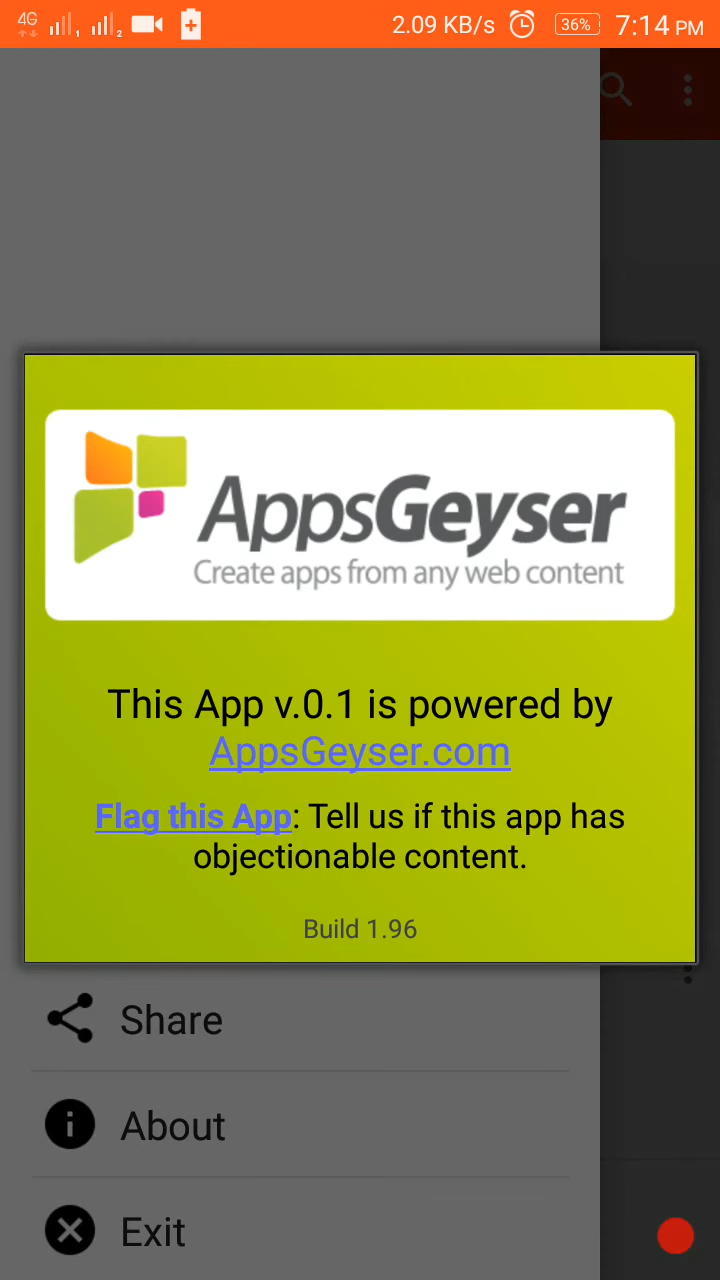 4G 1 2 2.09 KB/s 36% 7:14 PM
AppsGeyser
Create apps from any web content
This App v.0.1 is powered by
AppsGeyser.com
Flag this App: Tell us if this app has
objectionable content.
Build 1.96
Share
About
Exit